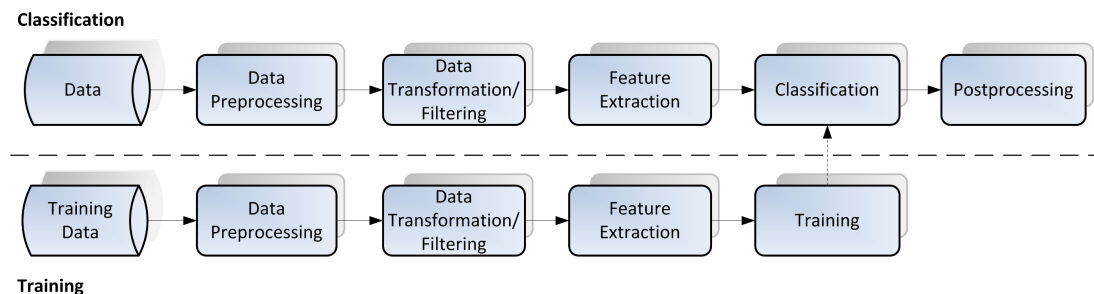 Classification
Data
Data
Preprocessing
Data
Transformation/
Filtering
Feature
Extraction
Classification
Postprocessing
Training
Data
Data
Preprocessing
Data
Transformation/
Filtering
Feature
Extraction
Training
Training